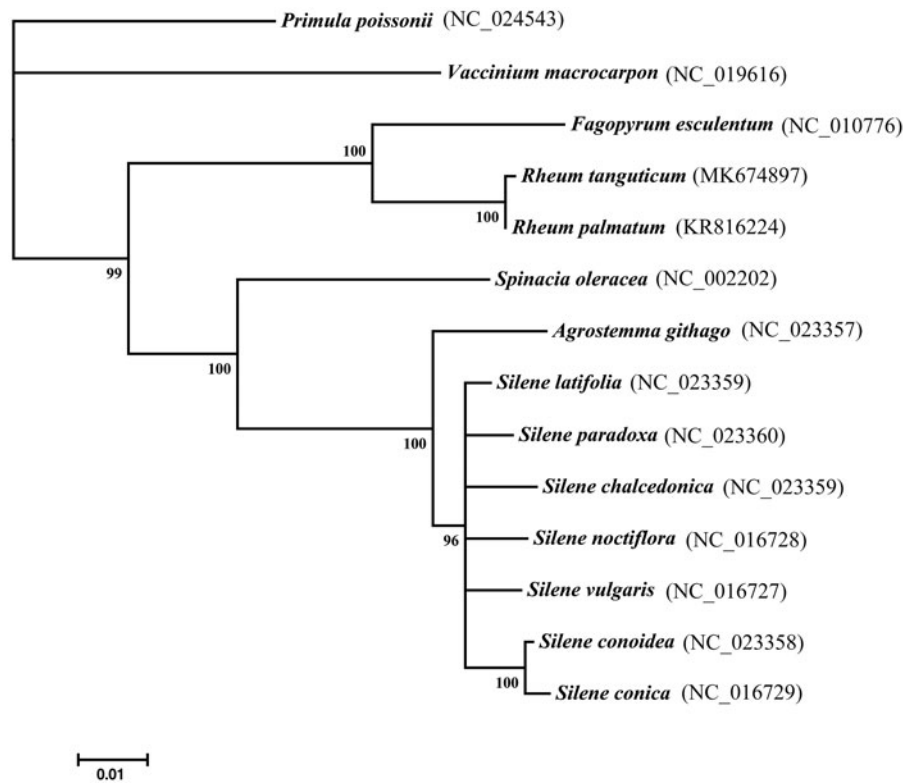 Primula poissonii (NC_024543)
Vaccinium macrocarpon (NC_019616)
Fagopyrum esculentum (NC_010776)
100
Rheum tanguticum (MK674897)
100
Rheum palmatum (KR816224)
99
Spinacia oleracea (NC_002202)
Agrostemma githago (NC_023357)
100
Silene latifolia (NC_023359)
100
Silene paradoxa (NC_023360)
Silene chalcedonica (NC_023359)
Silene noctiflora (NC_016728)
96
Silene vulgaris (NC_016727)
Silene conoidea (NC_023358)
100
Silene conica (NC_016729)
0.01